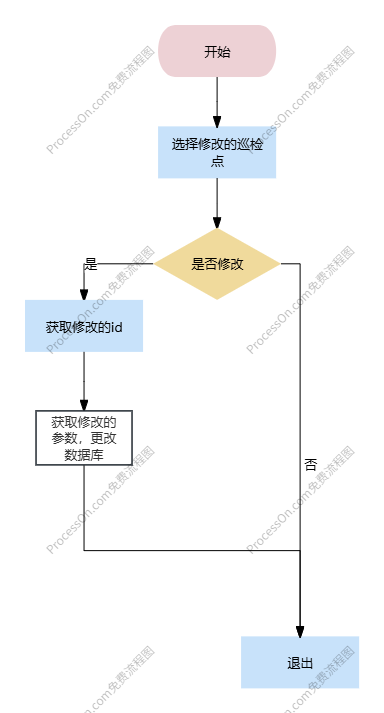 开始
选择修改的巡检
点
是否修改
是
获取修改的id
获取修改的
参数，更改
数据库
否
退出
ProcessOn.com免费流程图
ProcessOn.com免费流程图
ProcessOn.com免费流程图
ProcessOn.com免费流程图
ProcessOn.com免费流程图
ProcessOn.com免费流程图
ProcessOn.com免费流程图
ProcessOn.com免费流程图